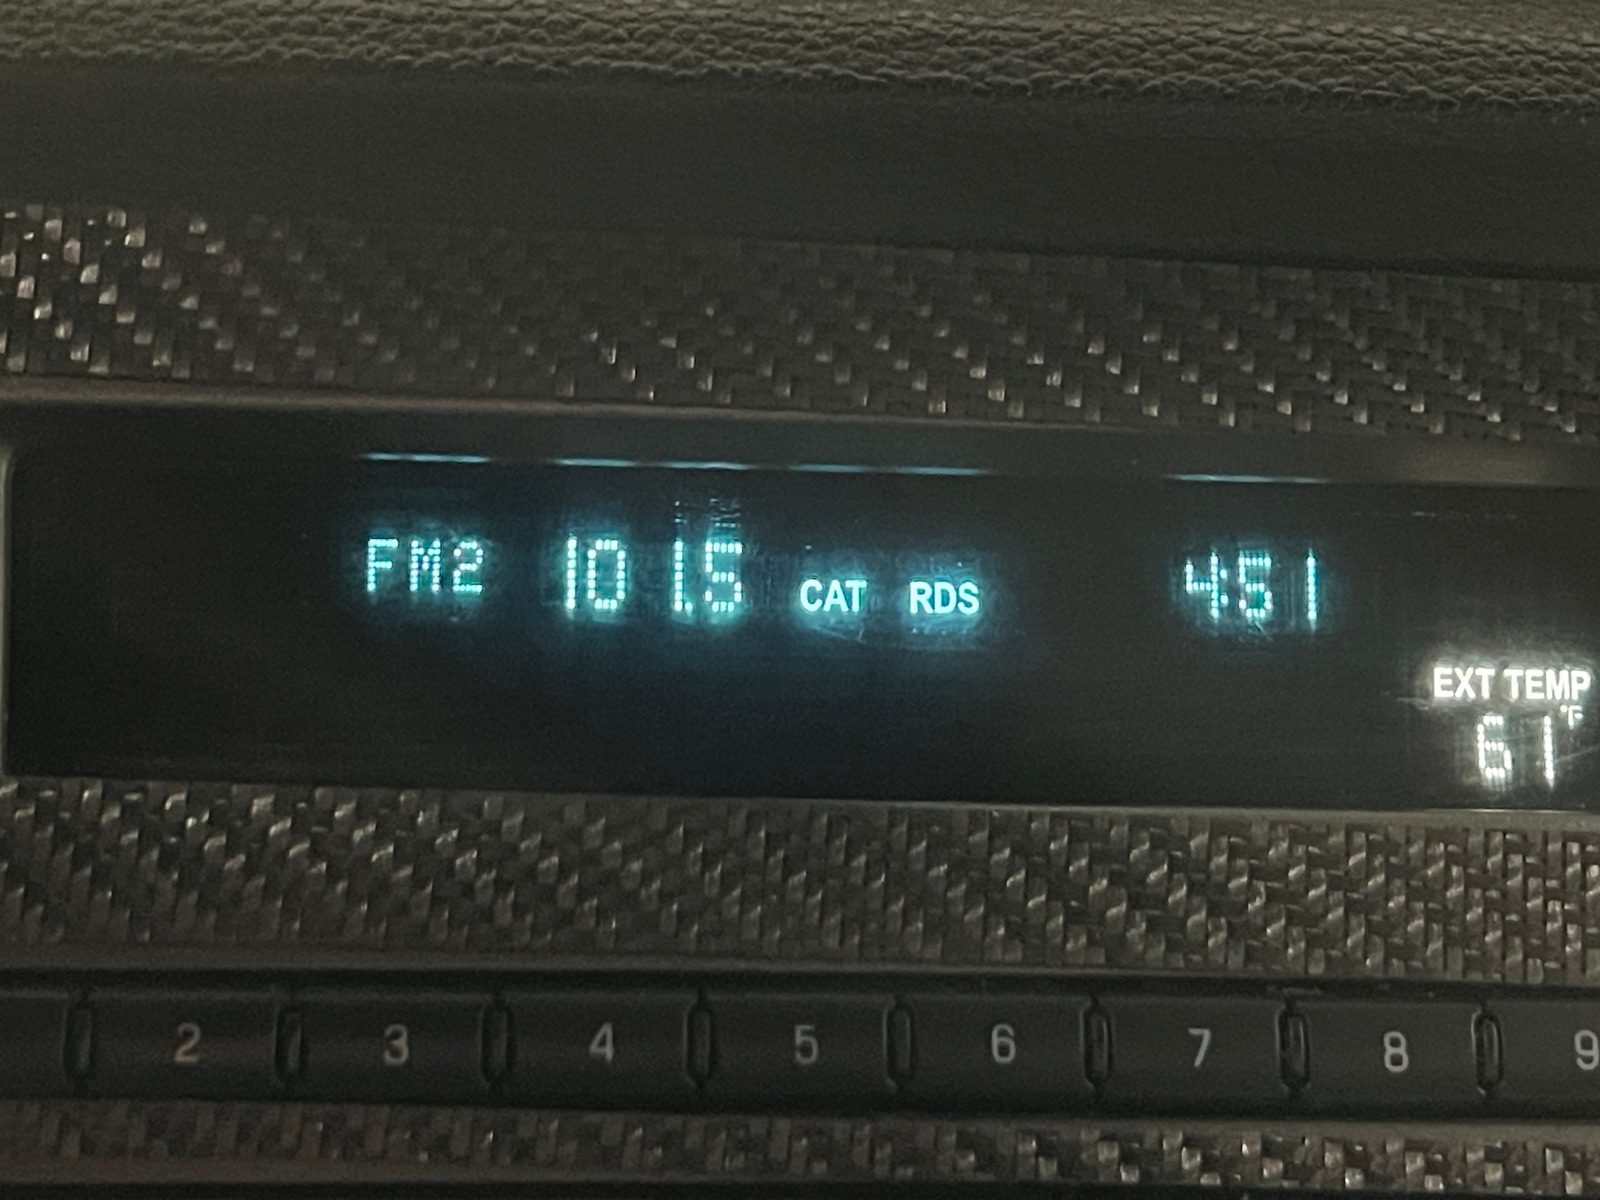 FM2 101.5 CAT RDS 4:51
EXT TEMP
61°F
2 3 4 5 6 7 8 9